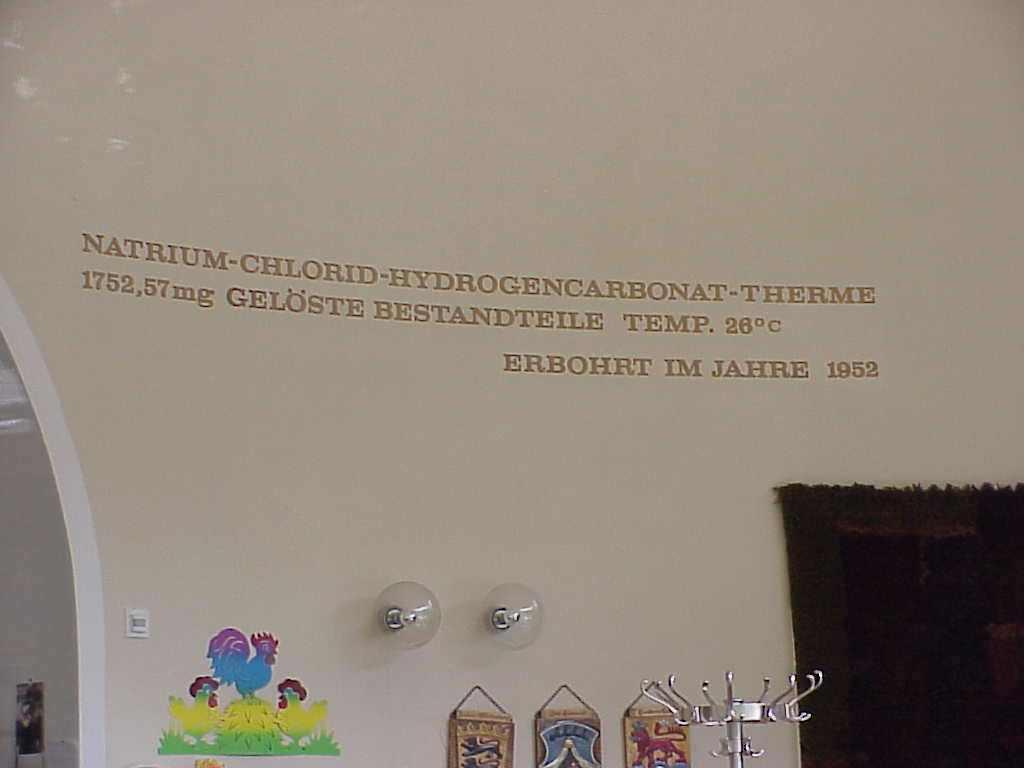 NATRIUM-CHLORID-HYDROGENCARBONAT-THERME
1752,57mg GELÖSTE BESTANDTEILE TEMP. 26°C
ERBOHRT IM JAHRE 1952